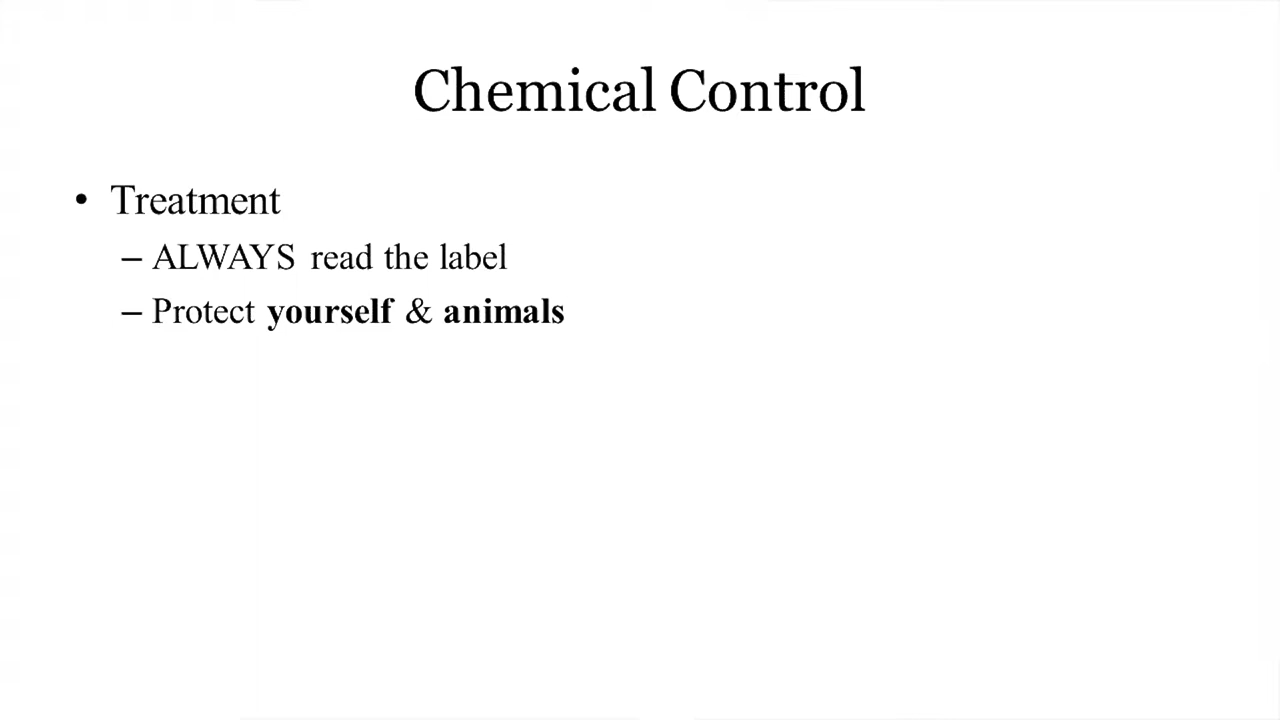 Chemical Control
• Treatment
– ALWAYS read the label
– Protect yourself & animals